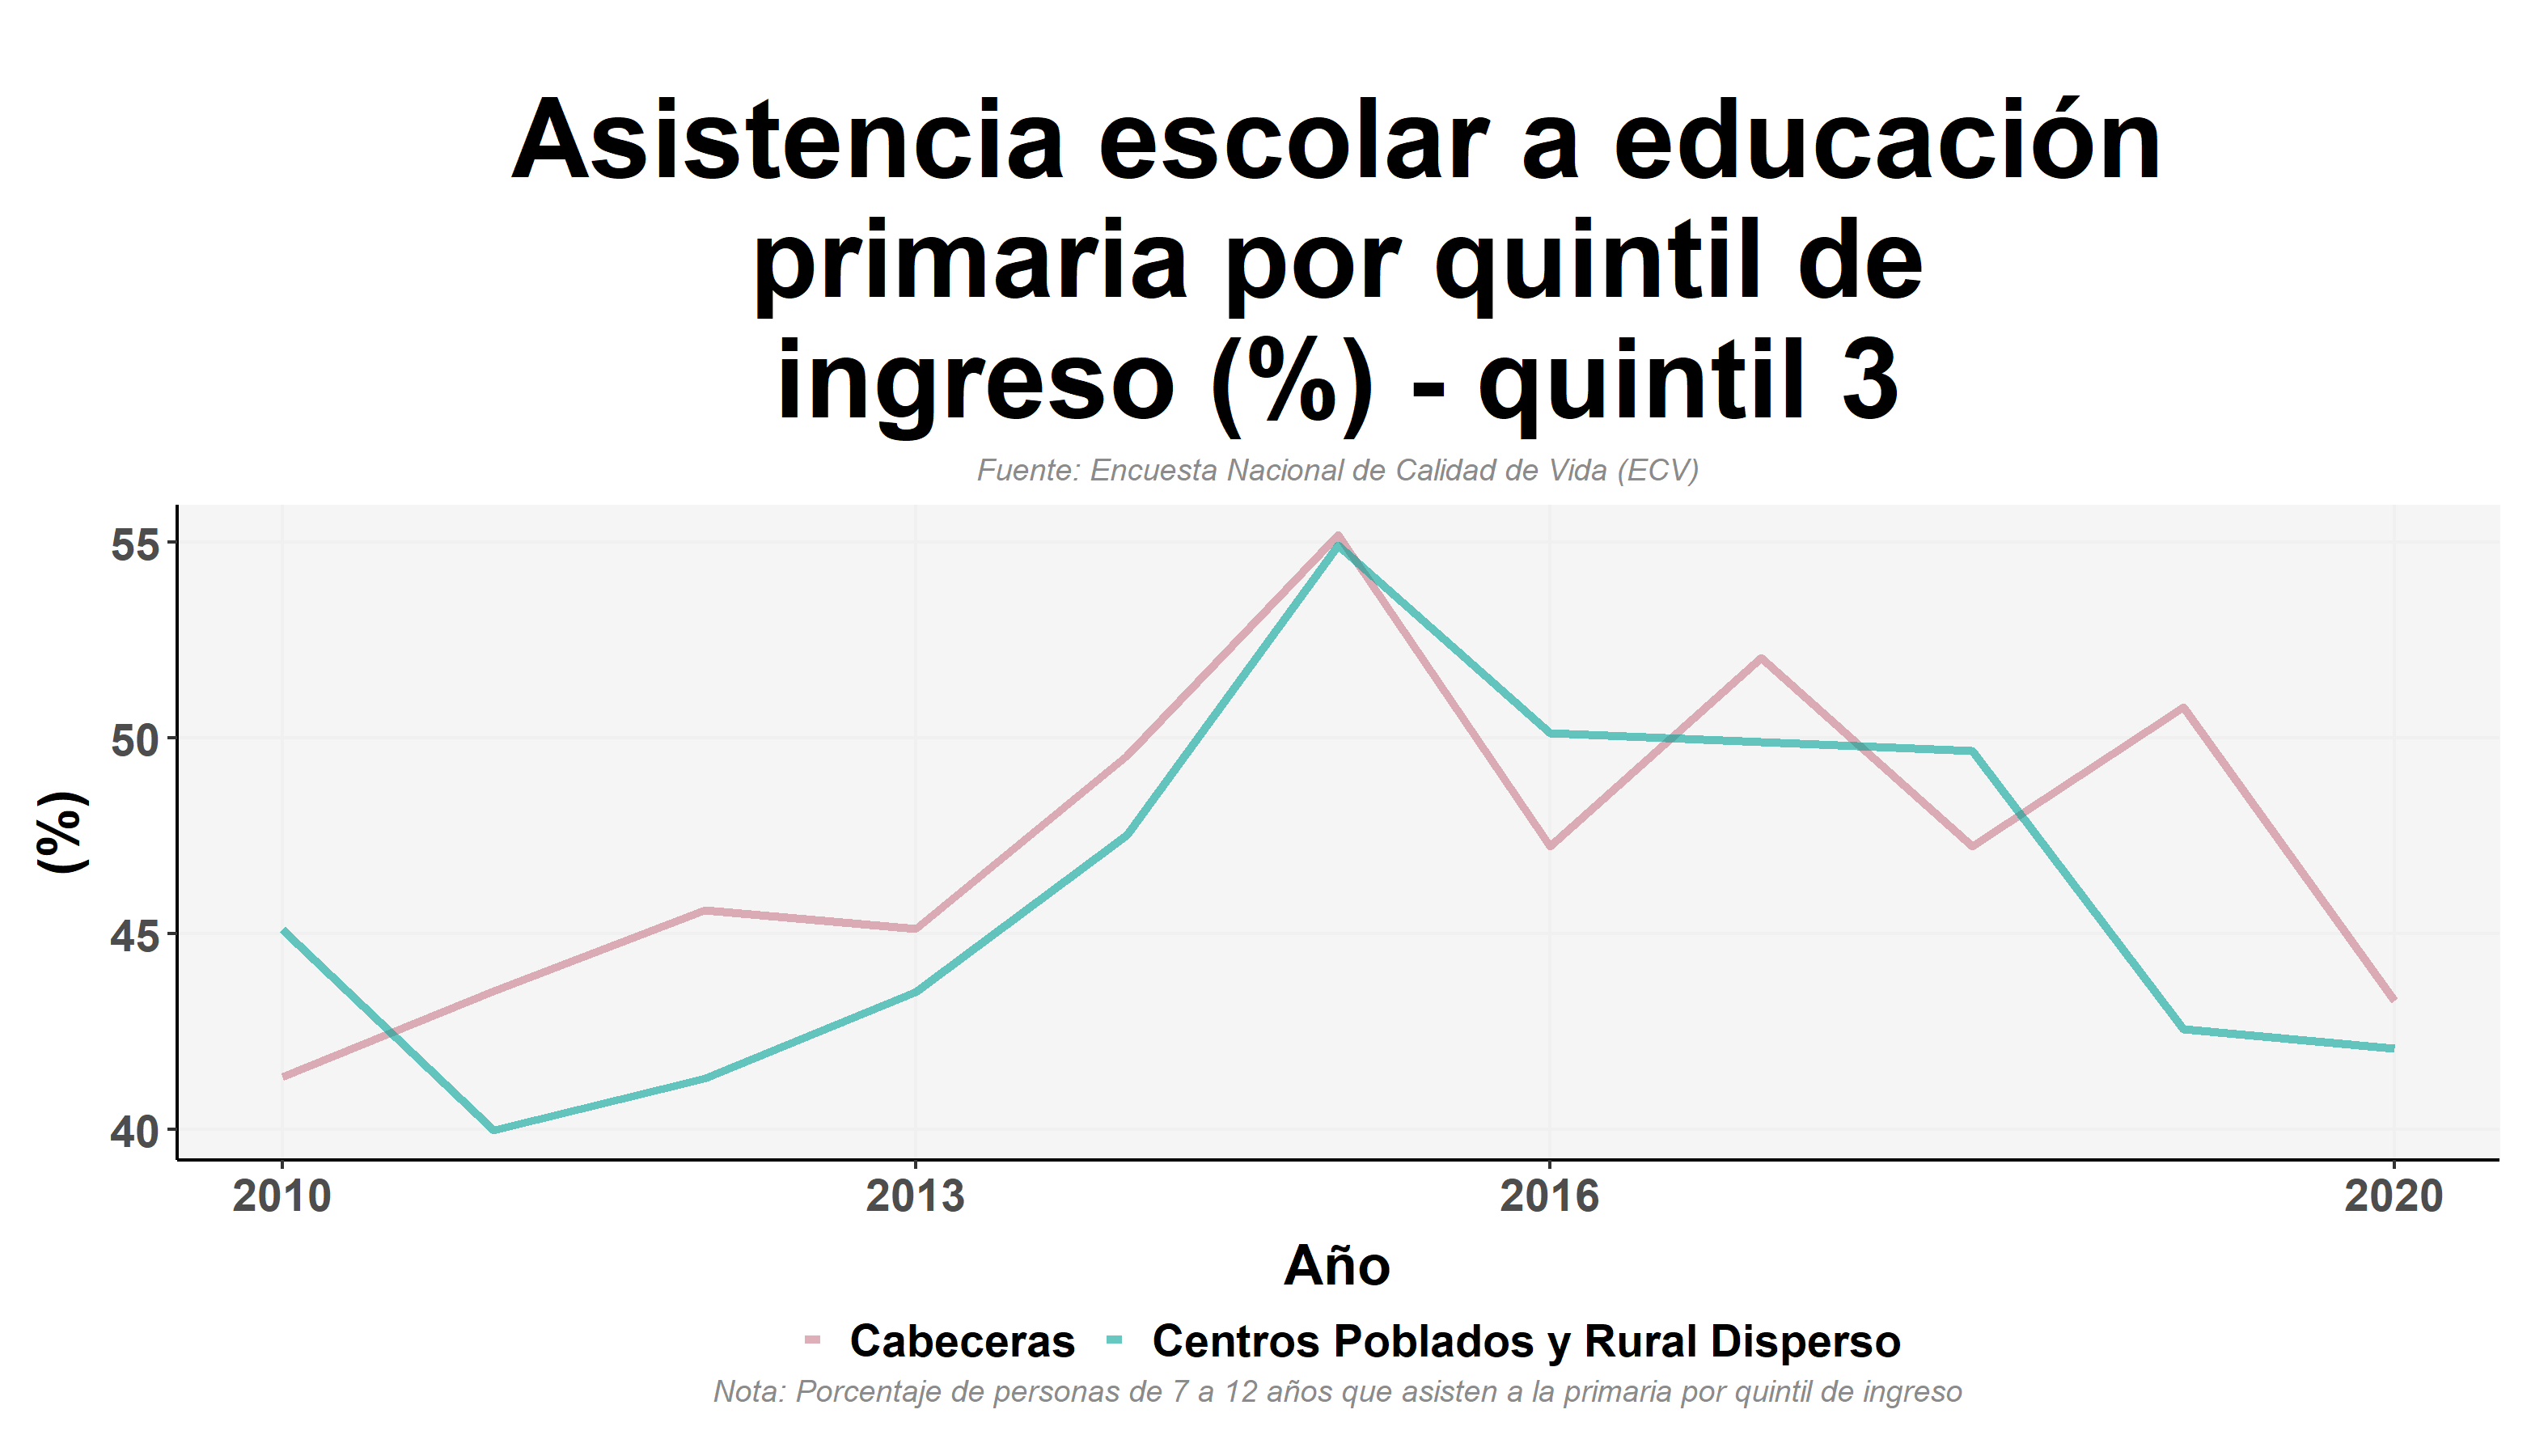 Asistencia escolar a educación
primaria por quintil de
ingreso (%) - quintil 3
Fuente: Encuesta Nacional de Calidad de Vida (ECV)
55
50
45
40
(%)
2010 2013 2016 2020
Año
Cabeceras Centros Poblados y Rural Disperso
Nota: Porcentaje de personas de 7 a 12 años que asisten a la primaria por quintil de ingreso